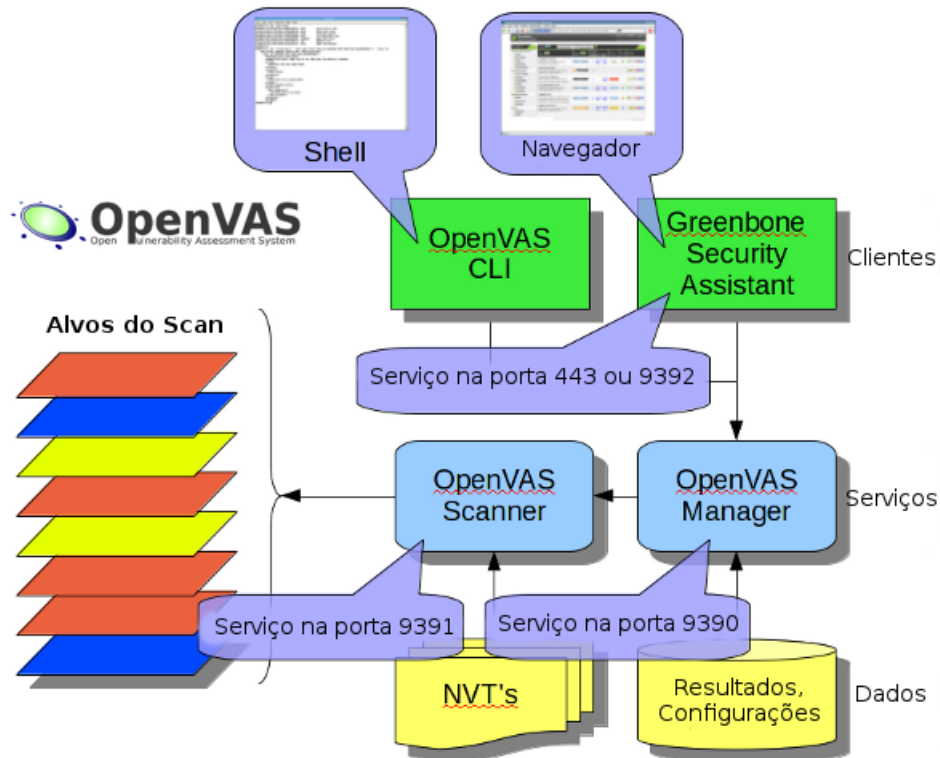 Shell
Navegador
OpenVAS
Open Vulnerability Assessment System
OpenVAS
CLI
Greenbone
Security
Assistant
Clientes
Alvos do Scan
Serviço na porta 443 ou 9392
OpenVAS
Scanner
OpenVAS
Manager
Serviços
Serviço na porta 9391
Serviço na porta 9390
NVT's
Resultados,
Configurações
Dados